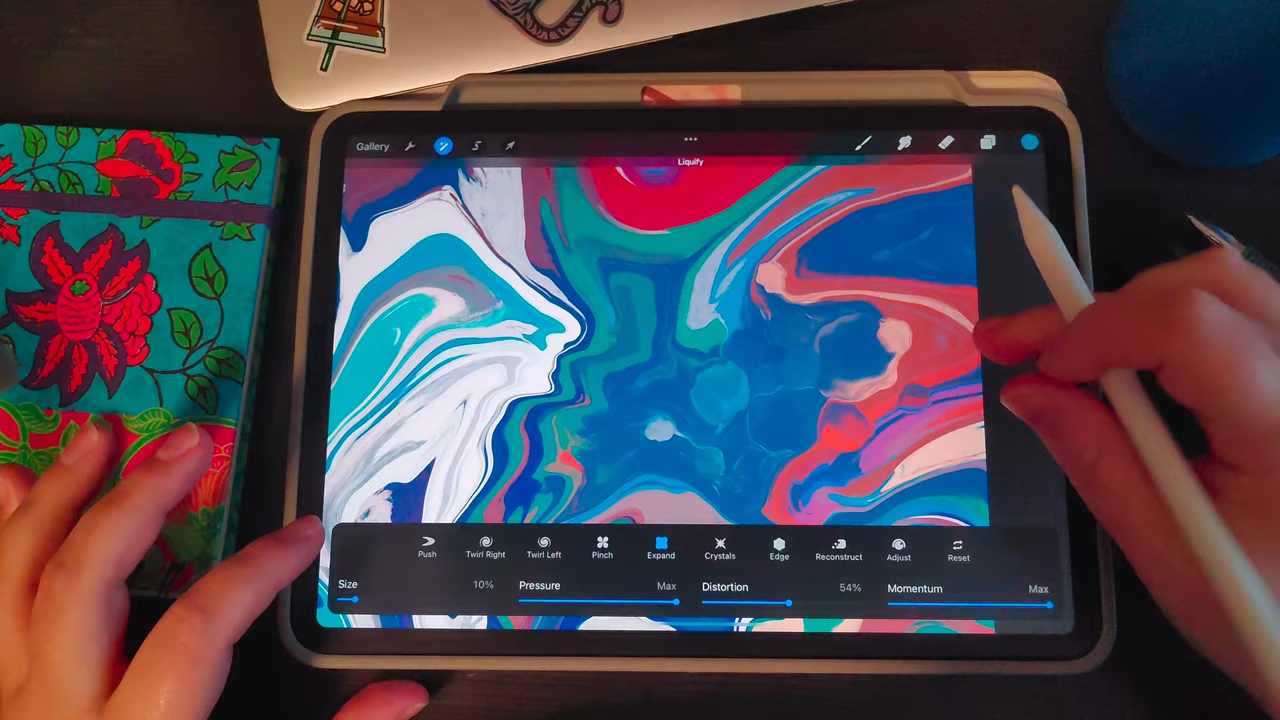 Gallery
Liquify
Push Twirl Right Twirl Left Pinch Expand Crystals Edge Reconstruct Adjust Reset
Size 10% Pressure Max Distortion 54% Momentum Max